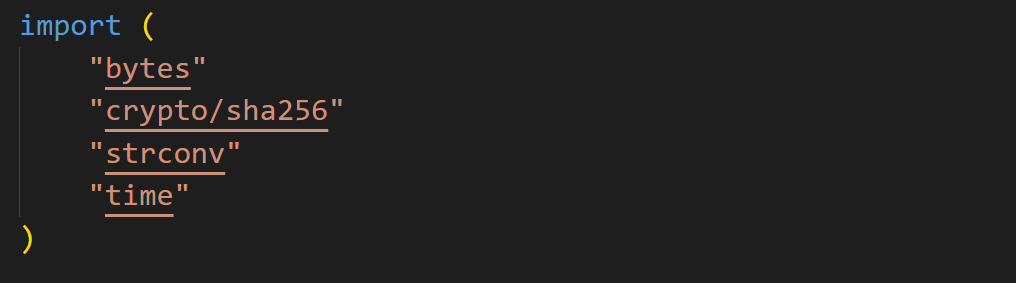 import (
    "bytes"
    "crypto/sha256"
    "strconv"
    "time"
)